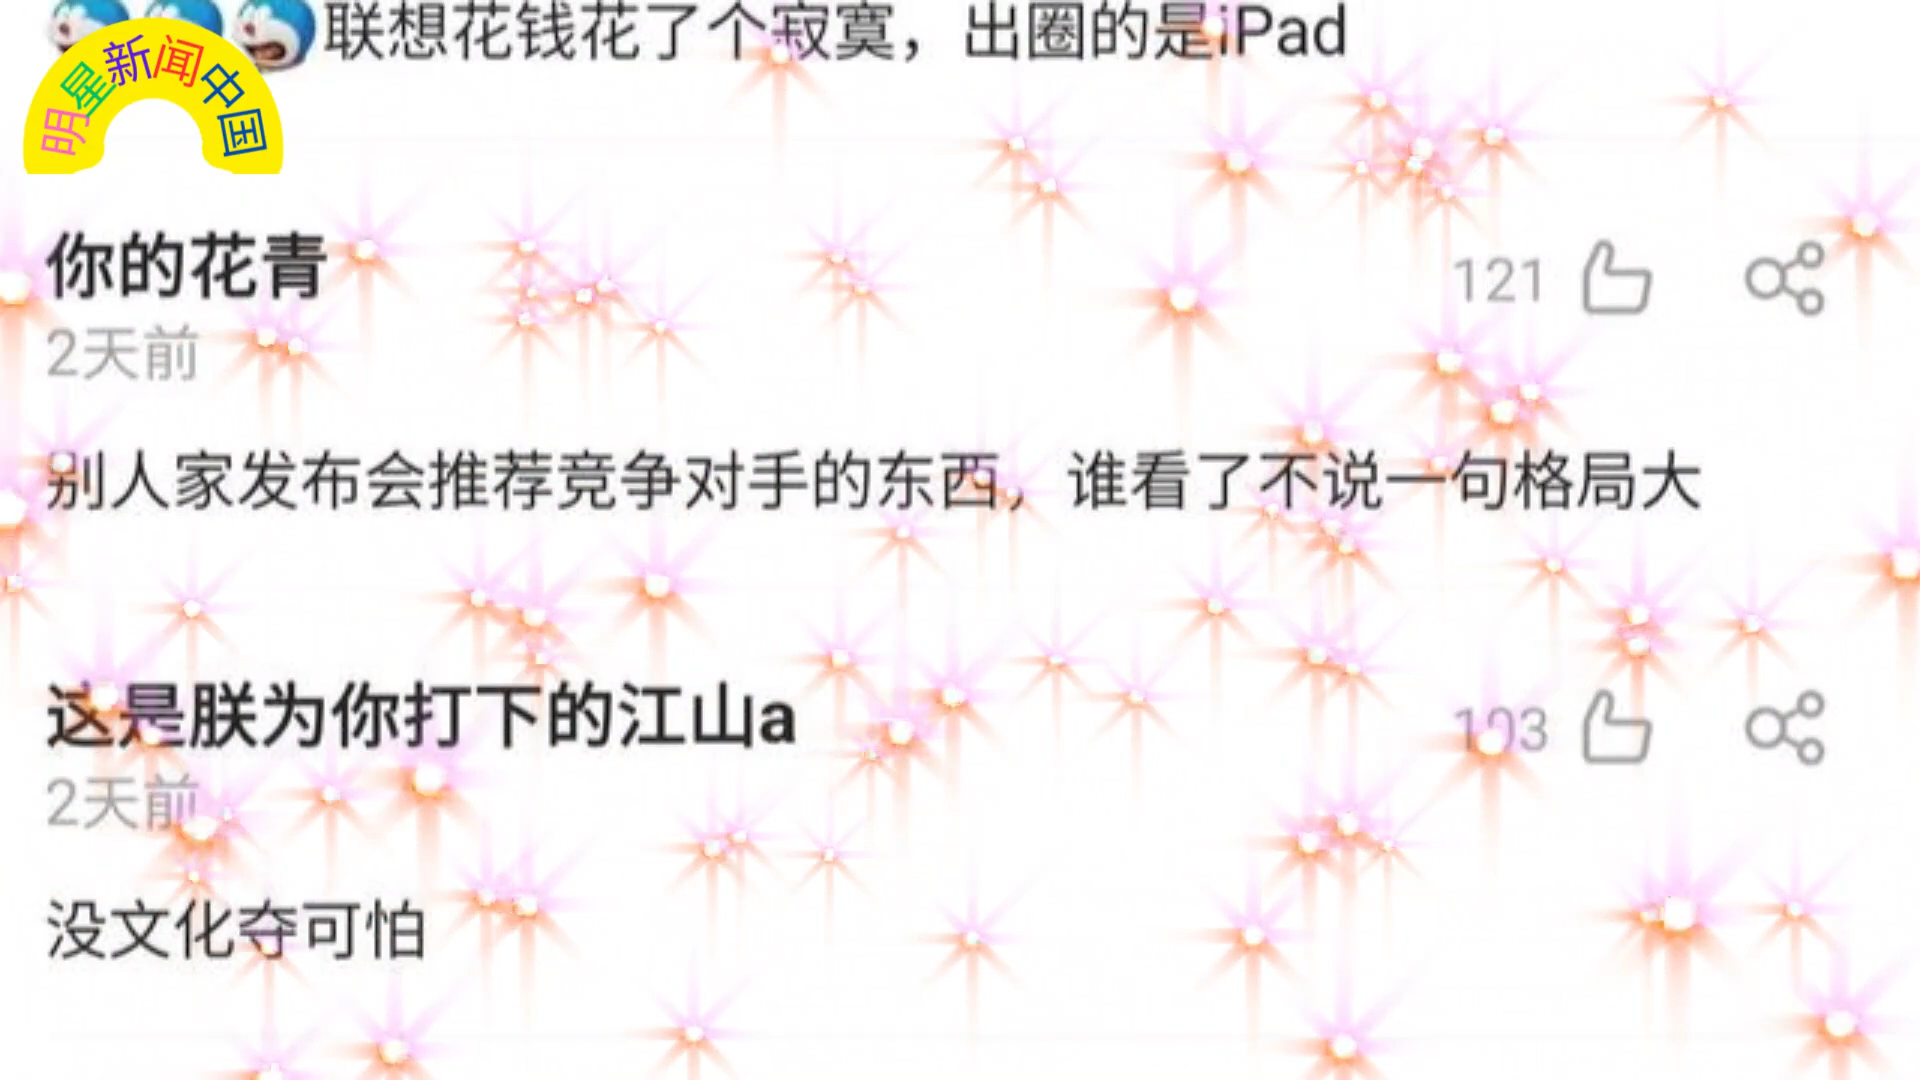 联想花钱花了个寂寞，出圈的是iPad
明星新闻中国
你的花青
121
2天前
别人家发布会推荐竞争对手的东西，谁看了不说一句格局大
这是朕为你打下的江山a
103
2天前
没文化夺可怕